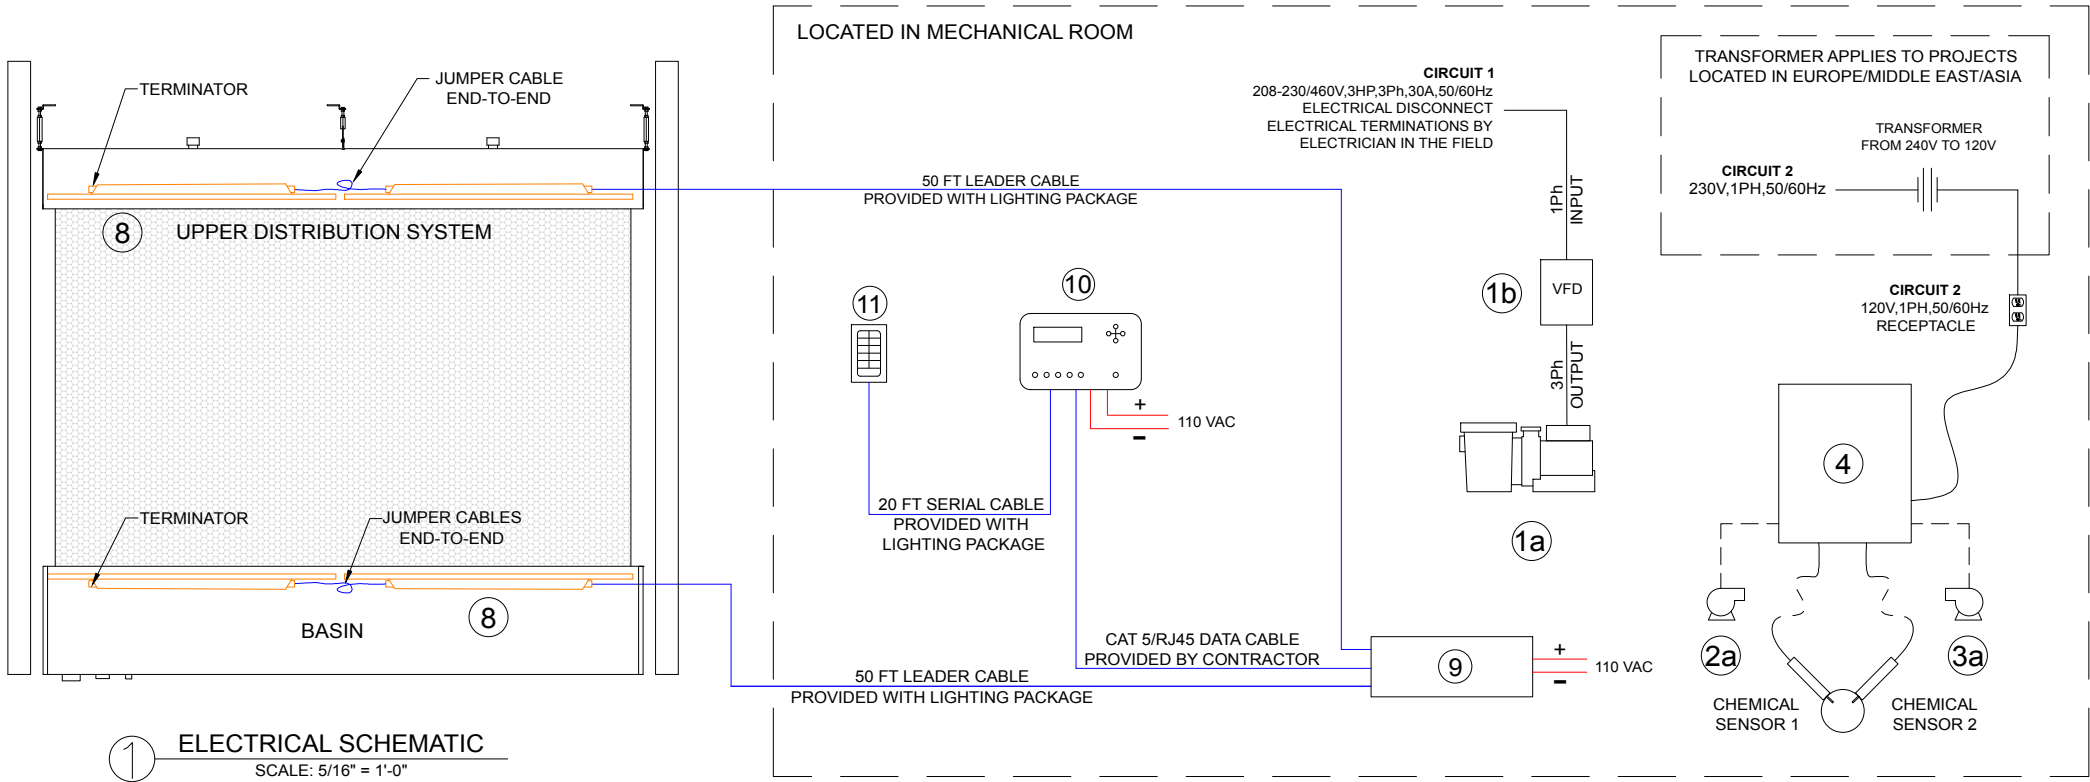 LOCATED IN MECHANICAL ROOM
TERMINATOR
JUMPER CABLE
END-TO-END
8
UPPER DISTRIBUTION SYSTEM
TERMINATOR
JUMPER CABLES
END-TO-END
8
BASIN
1
ELECTRICAL SCHEMATIC
SCALE: 5/16" = 1'-0"
50 FT LEADER CABLE
PROVIDED WITH LIGHTING PACKAGE
11
10
+
-
110 VAC
20 FT SERIAL CABLE
PROVIDED WITH
LIGHTING PACKAGE
CAT 5/RJ45 DATA CABLE
PROVIDED BY CONTRACTOR
50 FT LEADER CABLE
PROVIDED WITH LIGHTING PACKAGE
9
+
-
110 VAC
CIRCUIT 1
208-230/460V,3HP,3Ph,30A,50/60Hz
ELECTRICAL DISCONNECT
ELECTRICAL TERMINATIONS BY
ELECTRICIAN IN THE FIELD
1Ph
INPUT
1b
VFD
3Ph
OUTPUT
1a
TRANSFORMER APPLIES TO PROJECTS
LOCATED IN EUROPE/MIDDLE EAST/ASIA
TRANSFORMER
FROM 240V TO 120V
CIRCUIT 2
230V,1PH,50/60Hz
CIRCUIT 2
120V,1PH,50/60Hz
RECEPTACLE
4
2a
3a
CHEMICAL
SENSOR 1
CHEMICAL
SENSOR 2